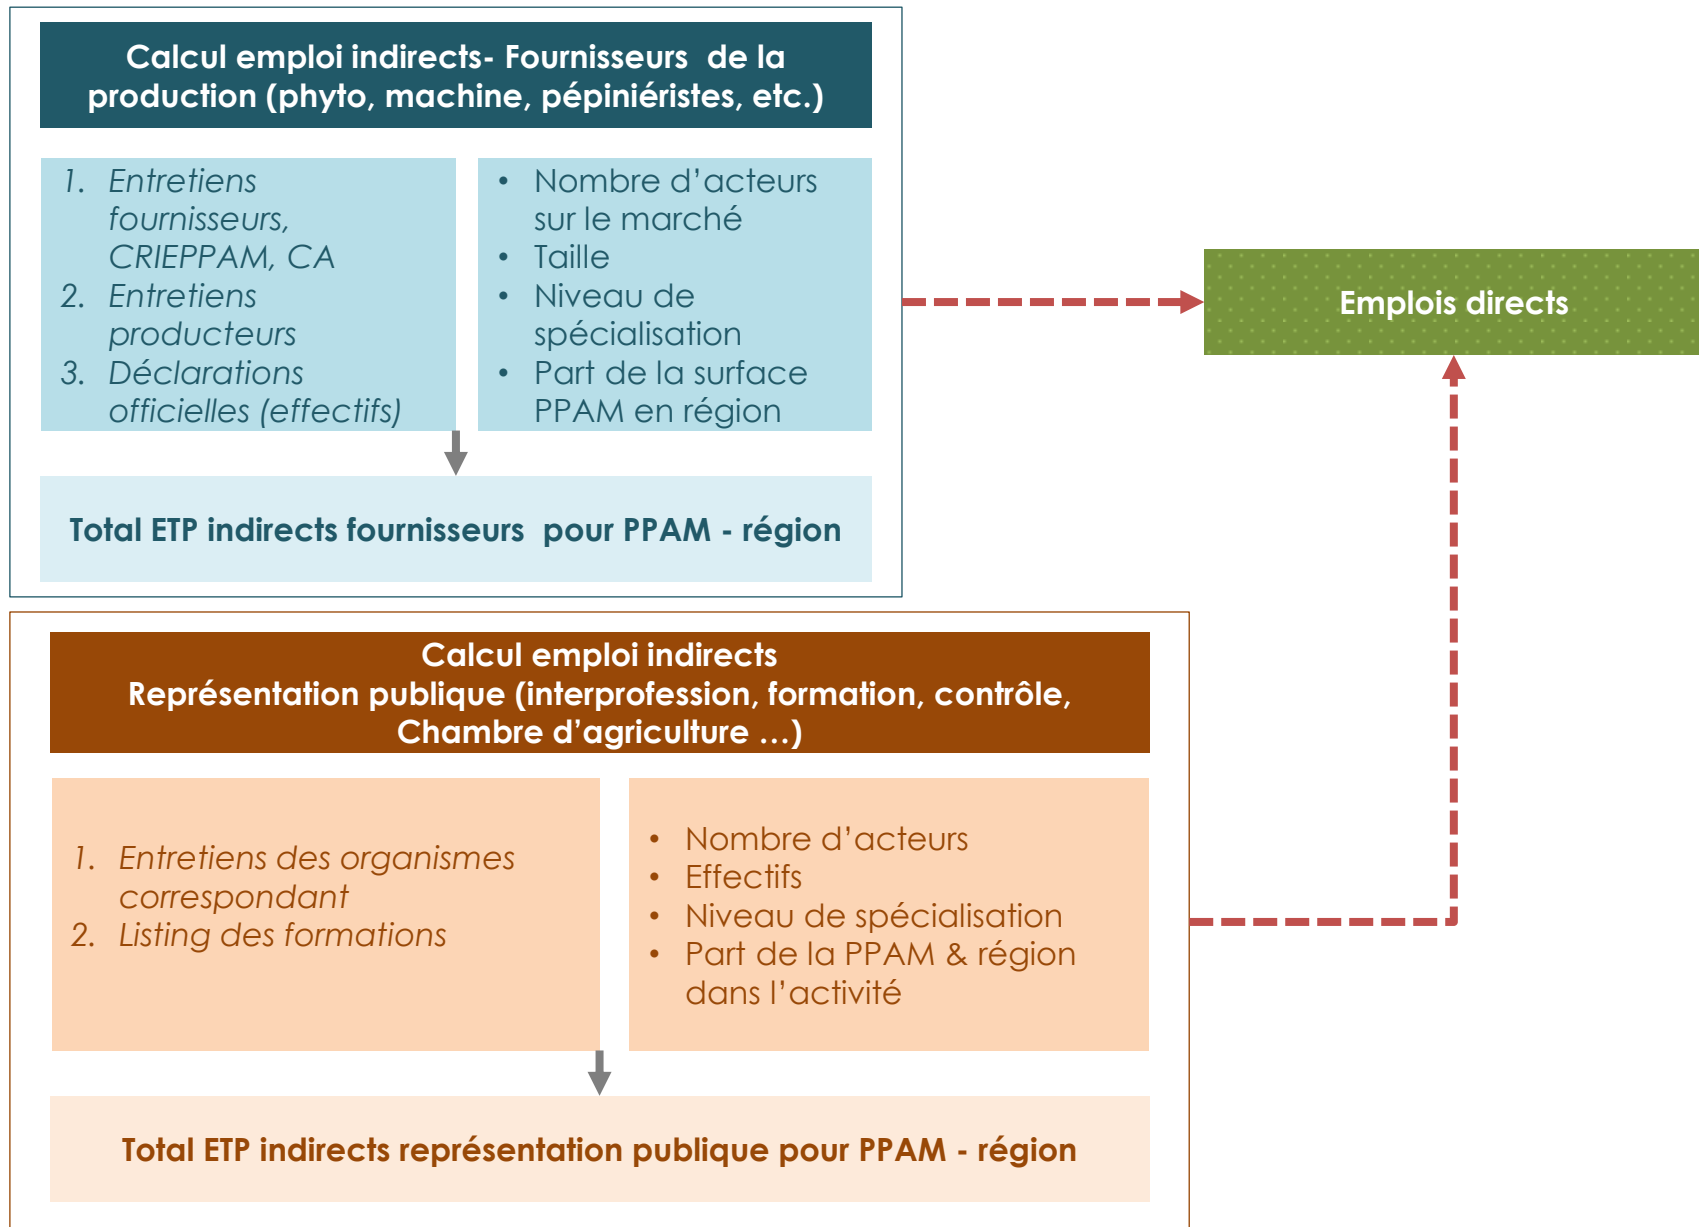 Calcul emploi indirects- Fournisseurs  de la
production (phyto, machine, pépiniéristes, etc.)
1. Entretiens
fournisseurs,
CRIEPPAM, CA
2. Entretiens
producteurs
3. Déclarations
officielles (effectifs)
• Nombre d’acteurs
sur le marché
• Taille
• Niveau de
spécialisation
• Part de la surface
PPAM en région
Total ETP indirects fournisseurs  pour PPAM - région
Emplois directs
Calcul emploi indirects
Représentation publique (interprofession, formation, contrôle,
Chambre d’agriculture …)
1. Entretiens des organismes
correspondant
2. Listing des formations
• Nombre d’acteurs
• Effectifs
• Niveau de spécialisation
• Part de la PPAM & région
dans l’activité
Total ETP indirects représentation publique pour PPAM - région